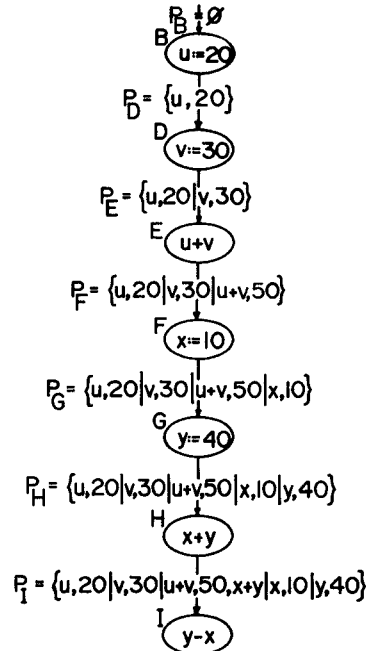 P_B = ∅
B
u:=20
P_D = {u,20}
D
v:=30
P_E = {u,20|v,30}
E
u+v
P_F = {u,20|v,30|u+v,50}
F
x:=10
P_G = {u,20|v,30|u+v,50|x,10}
G
y:=40
P_H = {u,20|v,30|u+v,50|x,10|y,40}
H
x+y
P_I = {u,20|v,30|u+v,50,x+y|x,10|y,40}
I
y-x